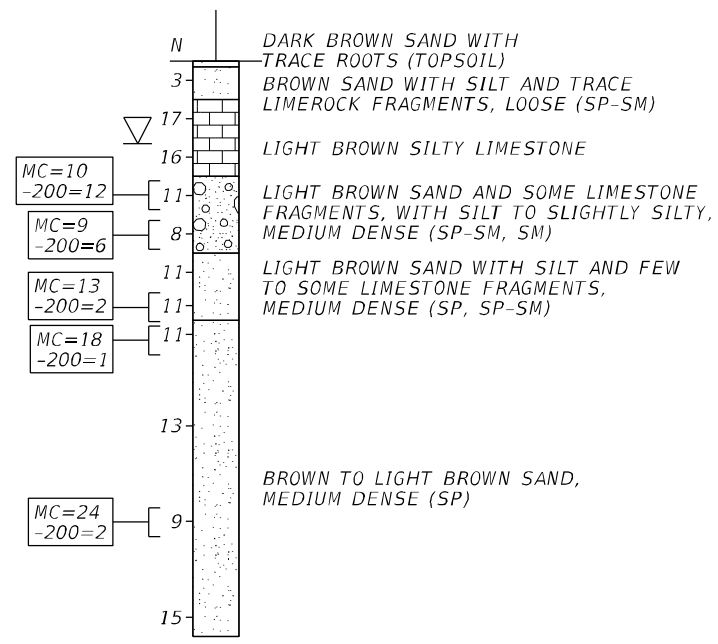 N
DARK BROWN SAND WITH
TRACE ROOTS (TOPSOIL)
3
BROWN SAND WITH SILT AND TRACE
LIMEROCK FRAGMENTS, LOOSE (SP-SM)
17
16
LIGHT BROWN SILTY LIMESTONE
MC=10
-200=12
11
LIGHT BROWN SAND AND SOME LIMESTONE
FRAGMENTS, WITH SILT TO SLIGHTLY SILTY,
MEDIUM DENSE (SP-SM, SM)
MC=9
-200=6
8
11
LIGHT BROWN SAND WITH SILT AND FEW
TO SOME LIMESTONE FRAGMENTS,
MEDIUM DENSE (SP, SP-SM)
MC=13
-200=2
11
MC=18
-200=1
11
13
BROWN TO LIGHT BROWN SAND,
MEDIUM DENSE (SP)
MC=24
-200=2
9
15